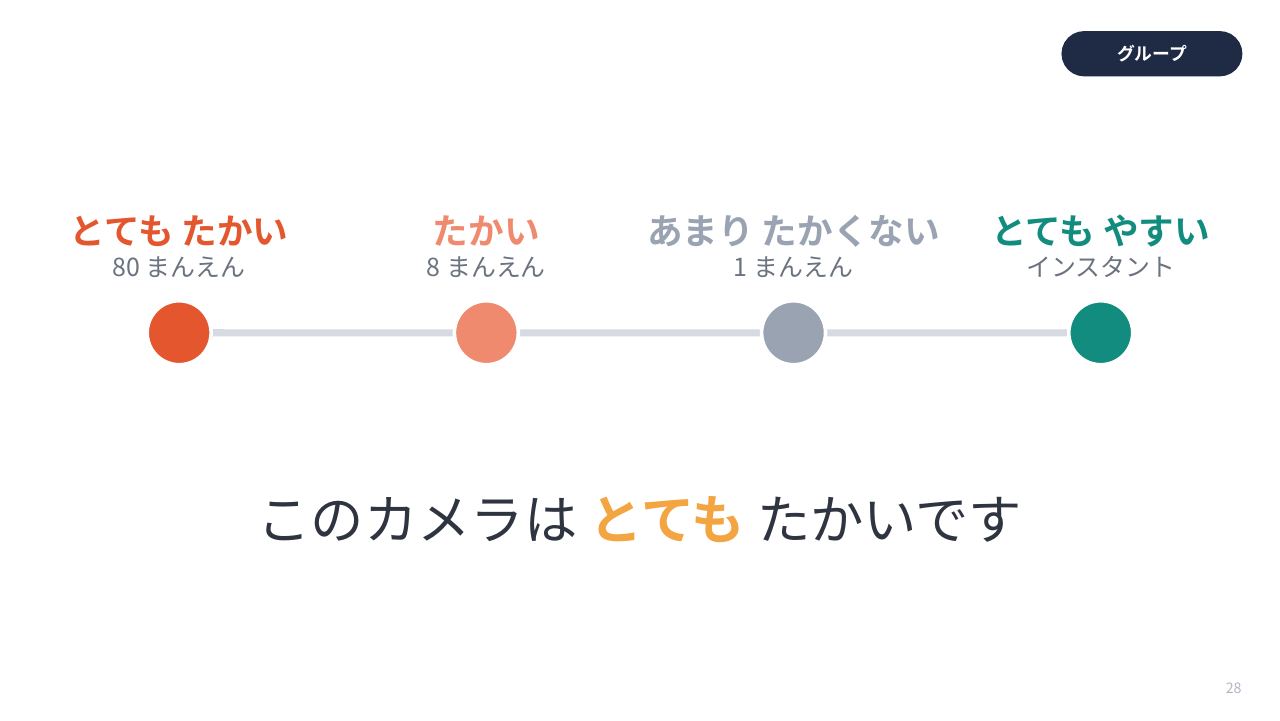 グループ
とても たかい
80 まんえん
たかい
8 まんえん
あまり たかくない
1 まんえん
とても やすい
インスタント
このカメラは とても たかいです
28